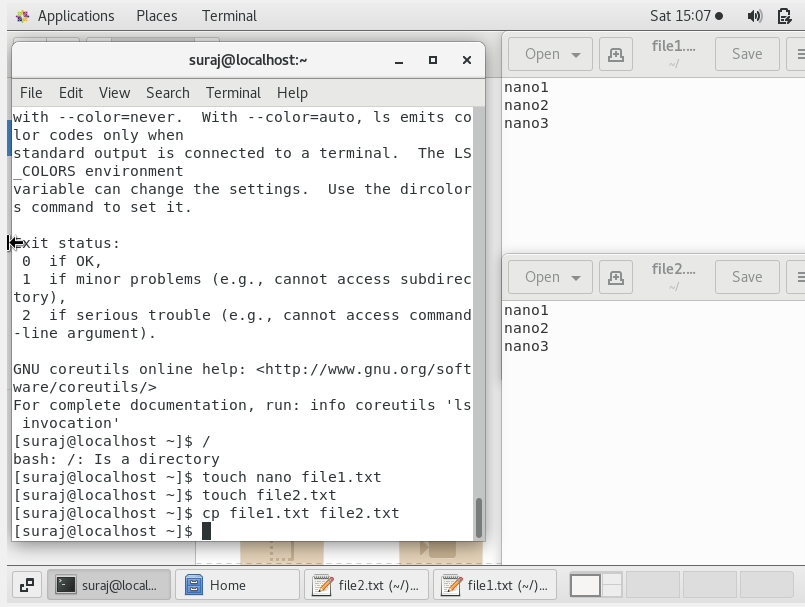 Applications Places Terminal Sat 15:07
suraj@localhost:~
File Edit View Search Terminal Help
with --color=never.  With --color=auto, ls emits co
lor codes only when
standard output is connected to a terminal.  The LS
_COLORS environment
variable can change the settings.  Use the dircolor
s command to set it.
Exit status:
 0  if OK,
 1  if minor problems (e.g., cannot access subdirec
tory),
 2  if serious trouble (e.g., cannot access command
-line argument).
GNU coreutils online help: <http://www.gnu.org/soft
ware/coreutils/>
For complete documentation, run: info coreutils 'ls
 invocation'
[suraj@localhost ~]$ /
bash: /: Is a directory
[suraj@localhost ~]$ touch nano file1.txt
[suraj@localhost ~]$ touch file2.txt
[suraj@localhost ~]$ cp file1.txt file2.txt
[suraj@localhost ~]$
Open file1.... Save
~/
nano1
nano2
nano3
Open file2.... Save
~/
nano1
nano2
nano3
suraj@local... Home file2.txt (~/)... file1.txt (~/)...